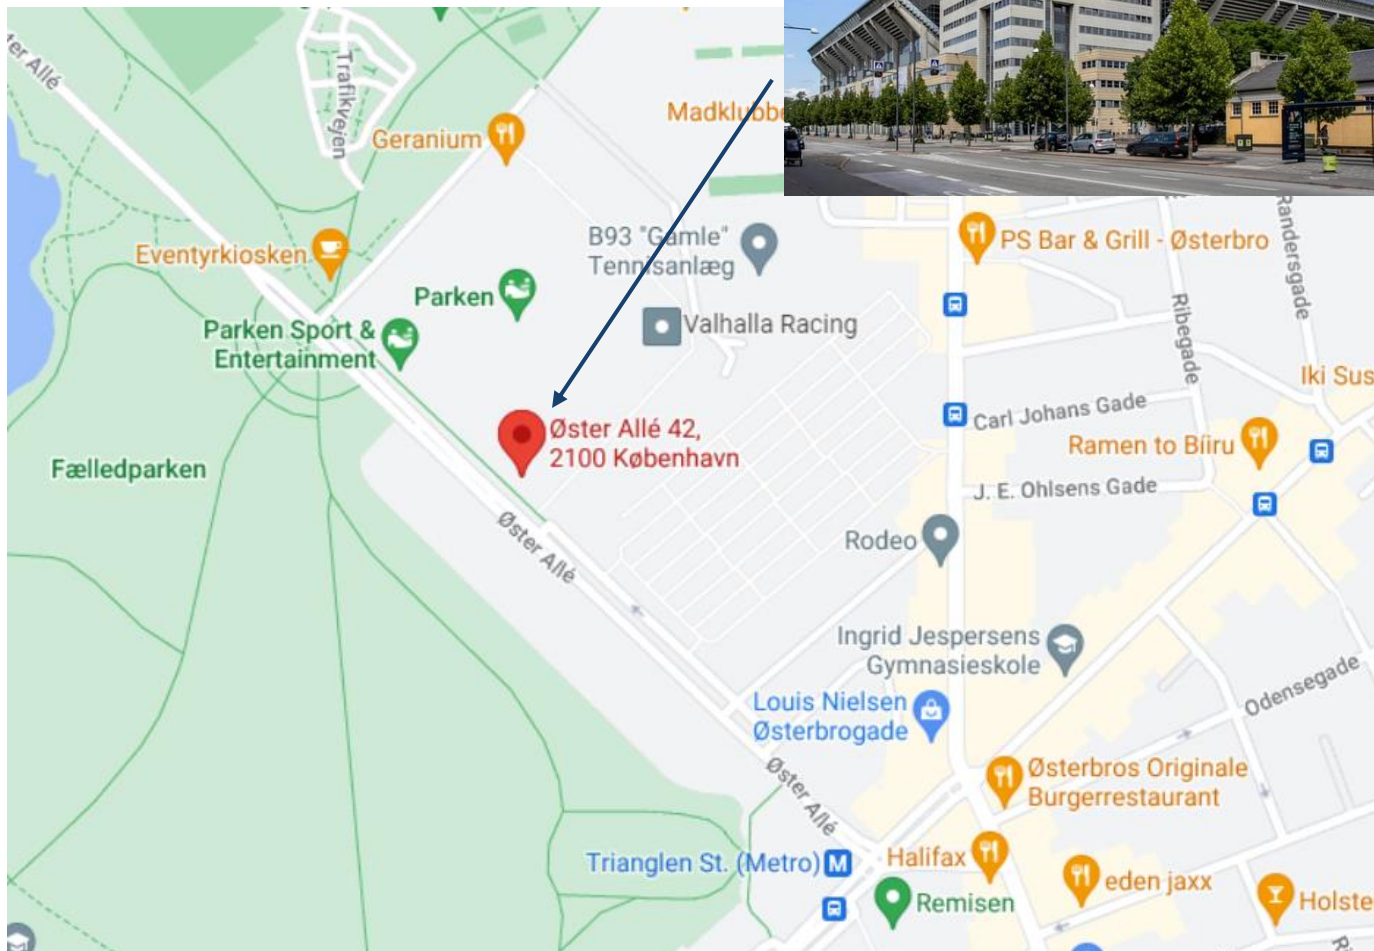 Øster Allé
Trafikvejen
Geranium
Madklubbe
Eventyrkiosken
B93 "Gamle"
Tennisanlæg
PS Bar & Grill - Østerbro
Randersgade
Parken
Ribegade
Parken Sport &
Entertainment
Valhalla Racing
Iki Sus
Carl Johans Gade
Øster Allé 42,
2100 København
Ramen to Bíiru
Fælledparken
J. E. Ohlsens Gade
Øster Allé
Rodeo
Ingrid Jespersens
Gymnasieskole
Odensegade
Louis Nielsen
Østerbrogade
Øster Allé
Østerbros Originale
Burgerrestaurant
Trianglen St. (Metro) M
Halifax
eden jaxx
Remisen
Holste